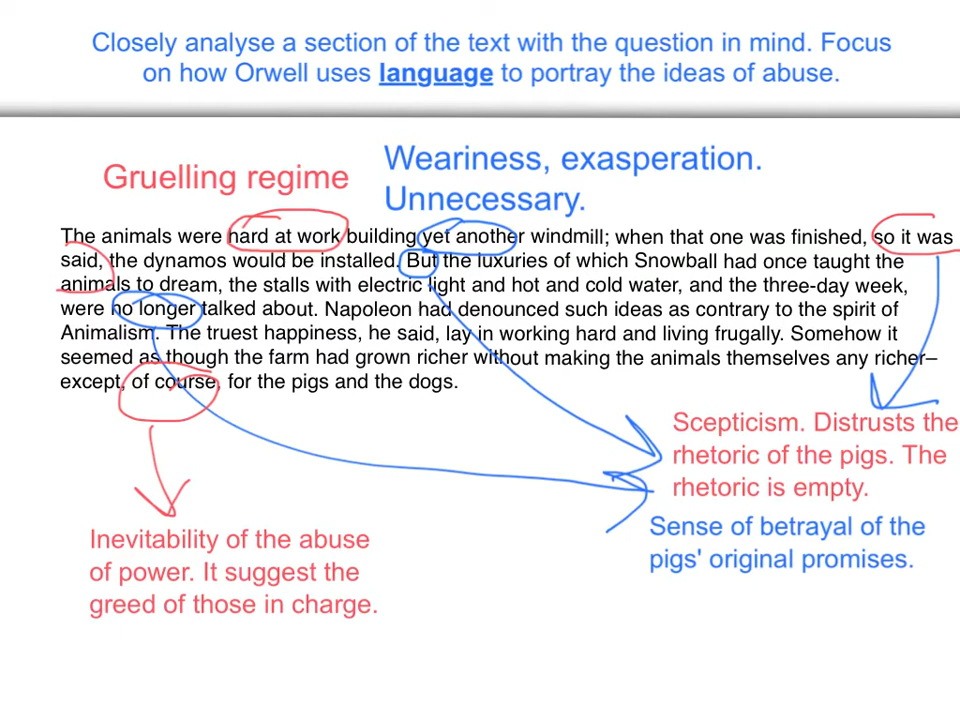 Closely analyse a section of the text with the question in mind. Focus
on how Orwell uses language to portray the ideas of abuse.
Gruelling regime
Weariness, exasperation.
Unnecessary.
The animals were hard at work building yet another windmill; when that one was finished, so it was
said, the dynamos would be installed. But the luxuries of which Snowball had once taught the
animals to dream, the stalls with electric light and hot and cold water, and the three-day week,
were no longer talked about. Napoleon had denounced such ideas as contrary to the spirit of
Animalism. The truest happiness, he said, lay in working hard and living frugally. Somehow it
seemed as though the farm had grown richer without making the animals themselves any richer–
except, of course, for the pigs and the dogs.
Scepticism. Distrusts the
rhetoric of the pigs. The
rhetoric is empty.
Sense of betrayal of the
pigs' original promises.
Inevitability of the abuse
of power. It suggest the
greed of those in charge.